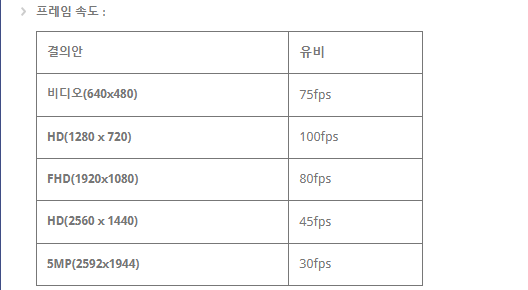 프레임 속도 :
결의안 유비
비디오(640x480) 75fps
HD(1280 x 720) 100fps
FHD(1920x1080) 80fps
HD(2560 x 1440) 45fps
5MP(2592x1944) 30fps